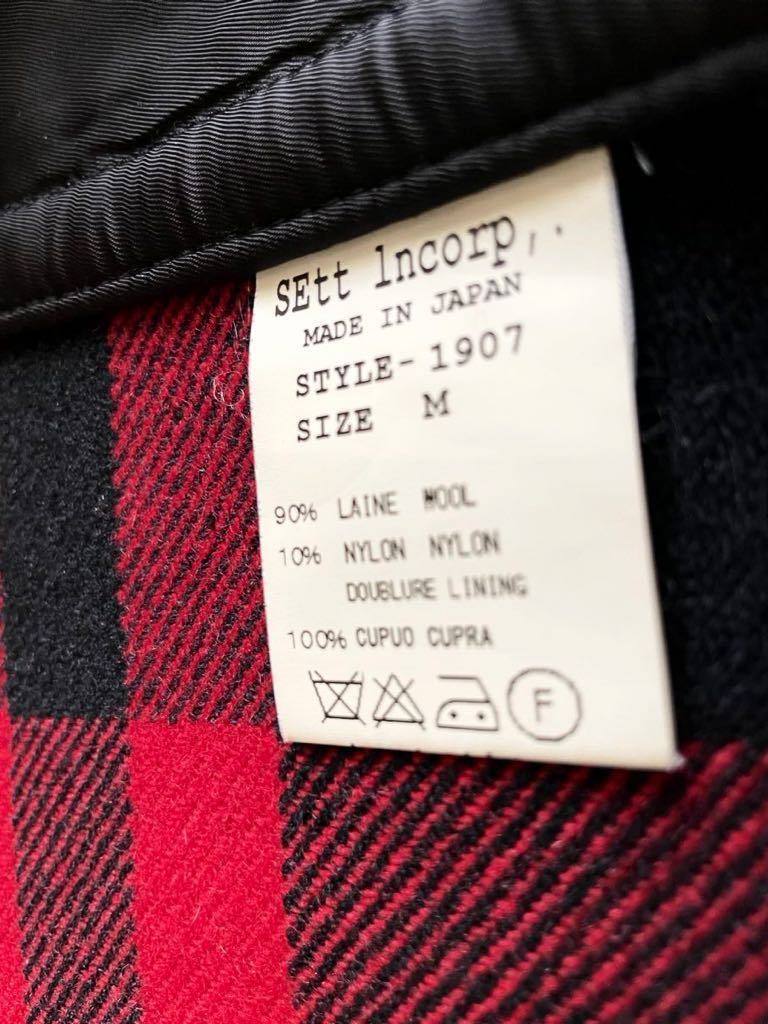 SEtt lncorp,.
MADE IN JAPAN
STYLE-1907
SIZE M
90% LAINE WOOL
10% NYLON NYLON
DOUBLURE LINING
100% CUPUO CUPRA
F